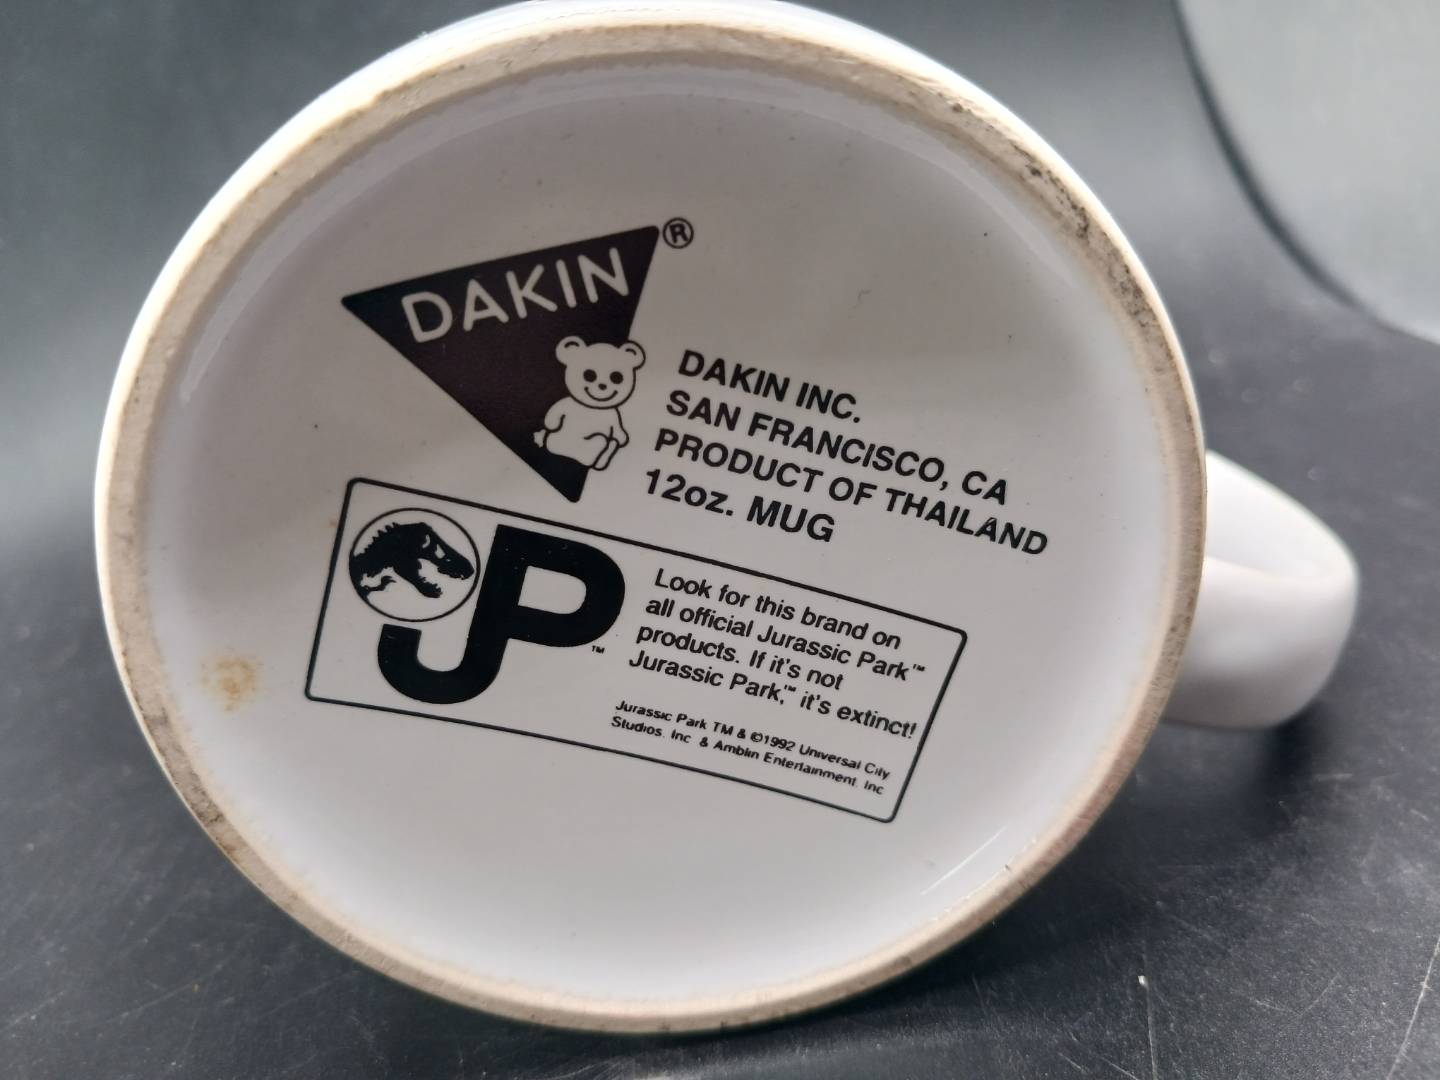 DAKIN®
DAKIN INC.
SAN FRANCISCO, CA
PRODUCT OF THAILAND
12oz. MUG
JP™
Look for this brand on
all official Jurassic Park™
products. If it's not
Jurassic Park,™ it's extinct!
Jurassic Park TM & ©1992 Universal City
Studios, Inc. & Amblin Entertainment, Inc